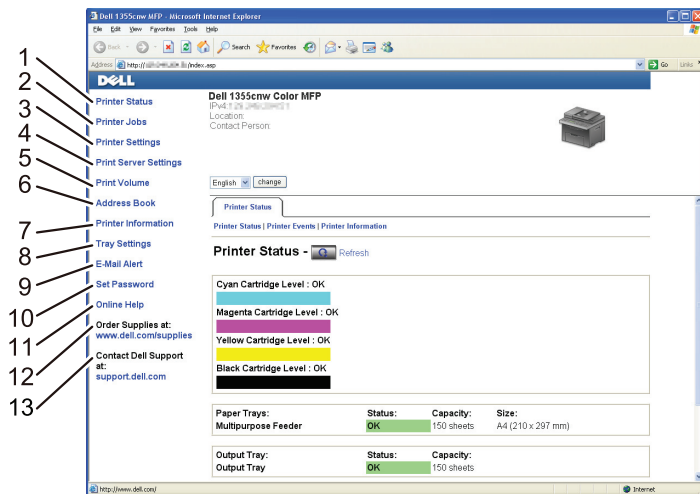 Dell 1355cnw MFP - Microsoft Internet Explorer
File Edit View Favorites Tools Help
Back Search Favorites
Address http:// /index.asp Go Links
DELL
1 Printer Status
2 Printer Jobs
3 Printer Settings
4 Print Server Settings
5 Print Volume
6 Address Book
7 Printer Information
8 Tray Settings
9 E-Mail Alert
10 Set Password
11 Online Help
12 Order Supplies at:
www.dell.com/supplies
13 Contact Dell Support
at:
support.dell.com
Dell 1355cnw Color MFP
IPv4:
Location:
Contact Person:
English change
Printer Status
Printer Status | Printer Events | Printer Information
Printer Status - Refresh
Cyan Cartridge Level : OK
Magenta Cartridge Level : OK
Yellow Cartridge Level : OK
Black Cartridge Level : OK
Paper Trays: Status: Capacity: Size:
Multipurpose Feeder OK 150 sheets A4 (210 x 297 mm)
Output Tray: Status: Capacity:
Output Tray OK 150 sheets
http://www.dell.com/ Internet